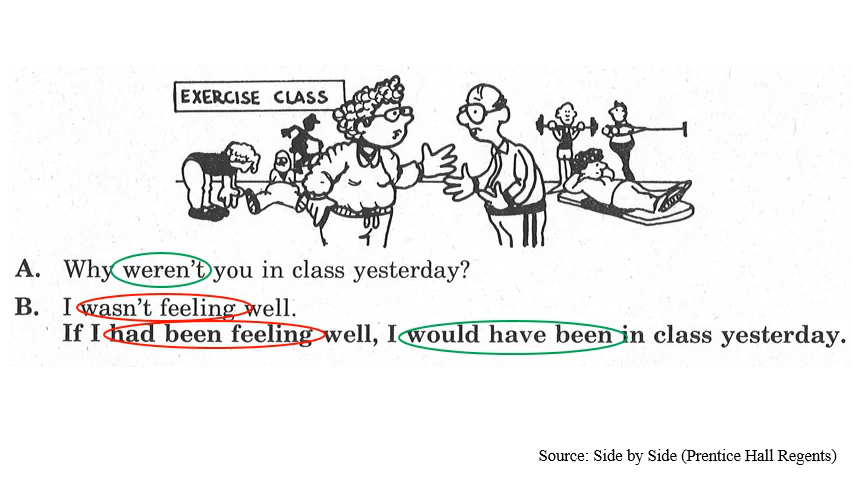 EXERCISE CLASS
A. Why weren't you in class yesterday?
B. I wasn't feeling well.
If I had been feeling well, I would have been in class yesterday.
Source: Side by Side (Prentice Hall Regents)